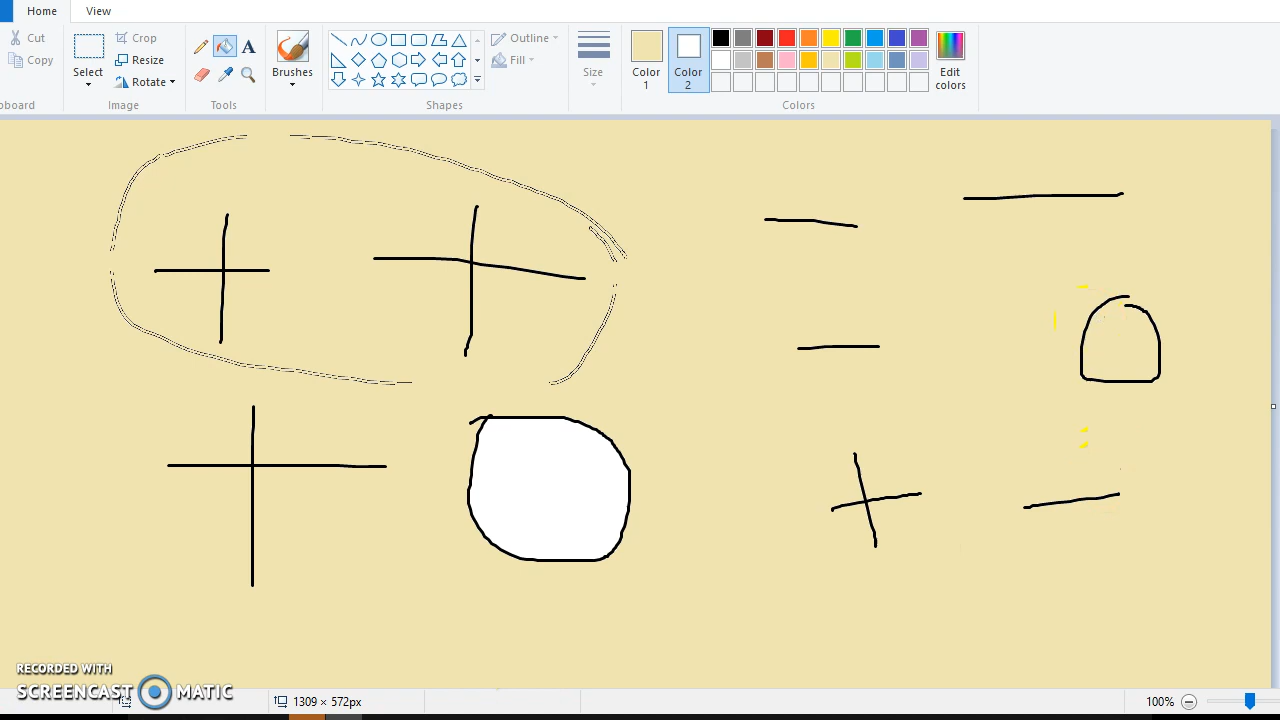 Home View
Cut Crop Outline
Copy Resize Fill
Select Rotate Brushes Size Color 1 Color 2 Edit colors
A
board Image Tools Shapes Colors
RECORDED WITH
SCREENCAST MATIC
1309 × 572px 100%